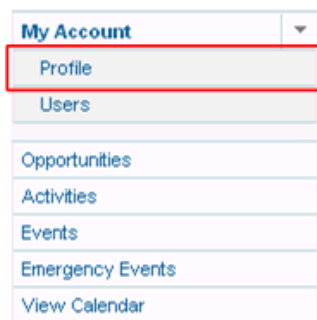 My Account
Profile
Users
Opportunities
Activities
Events
Emergency Events
View Calendar